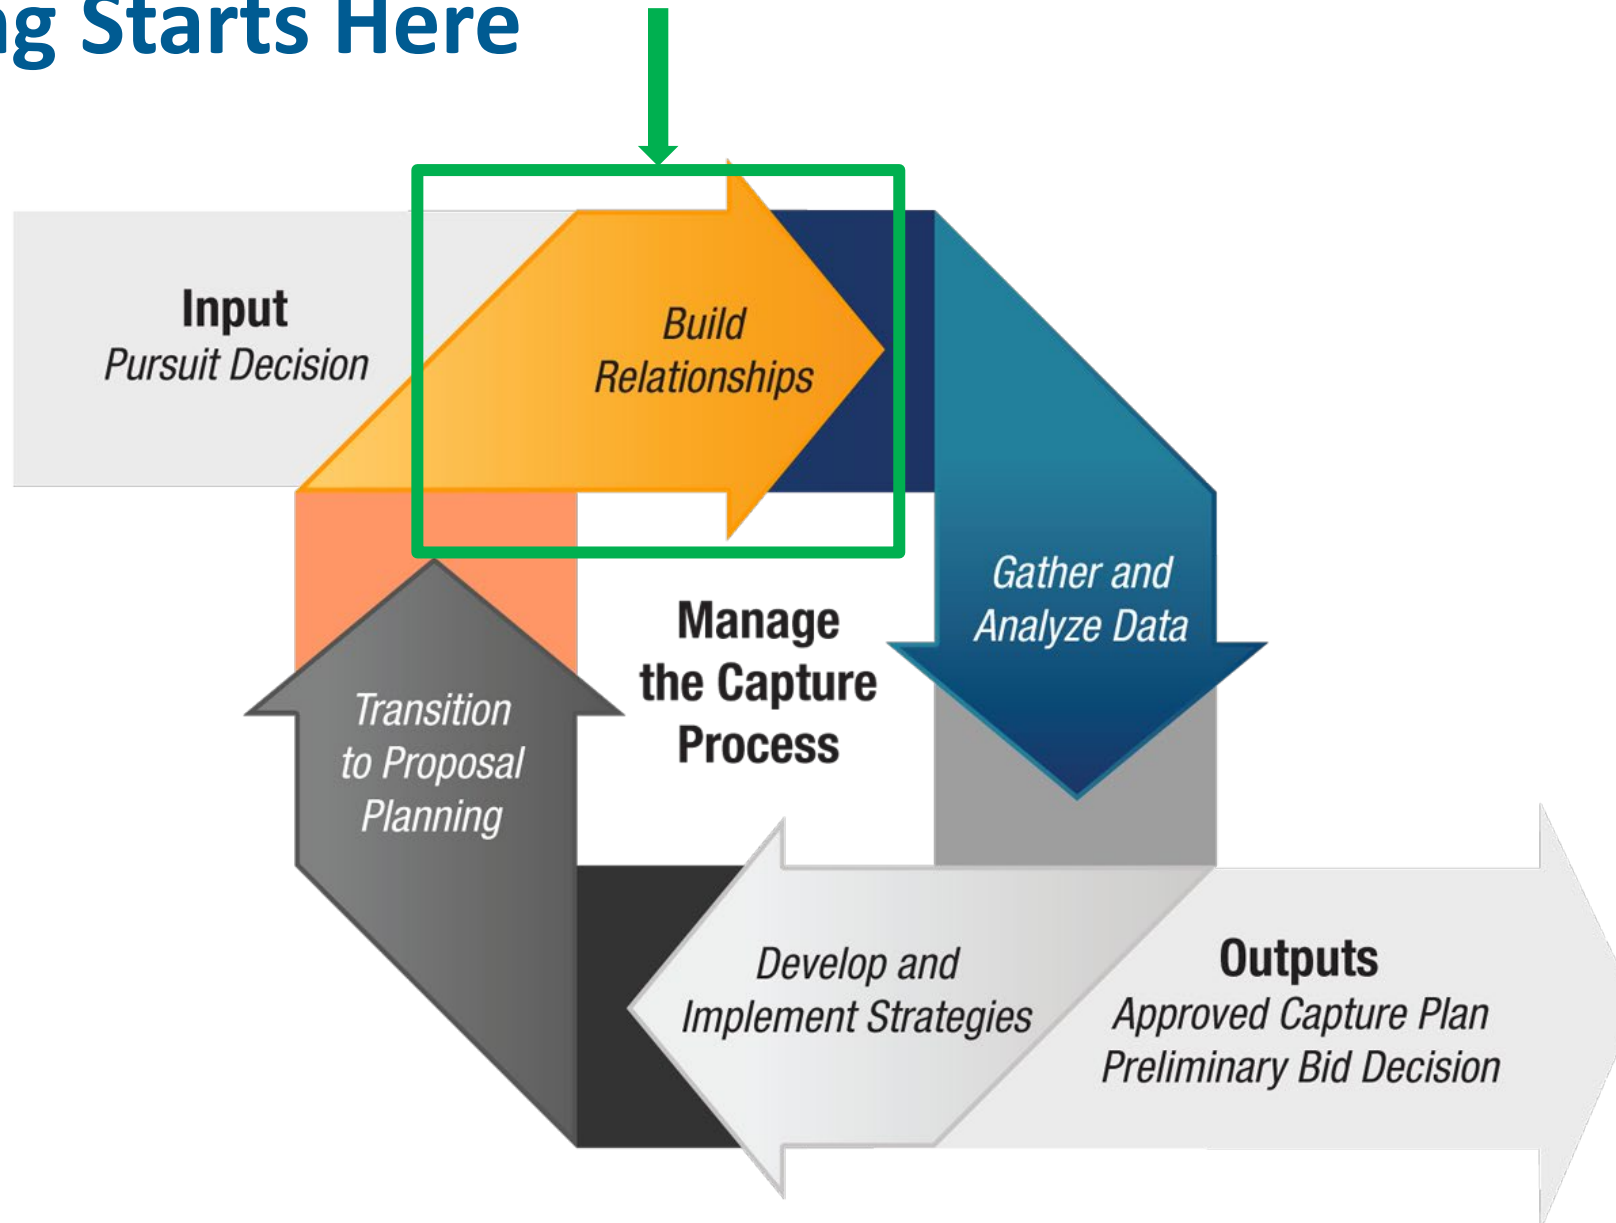 ng Starts Here
Input
Pursuit Decision
Build
Relationships
Gather and
Analyze Data
Manage
the Capture
Process
Transition
to Proposal
Planning
Develop and
Implement Strategies
Outputs
Approved Capture Plan
Preliminary Bid Decision